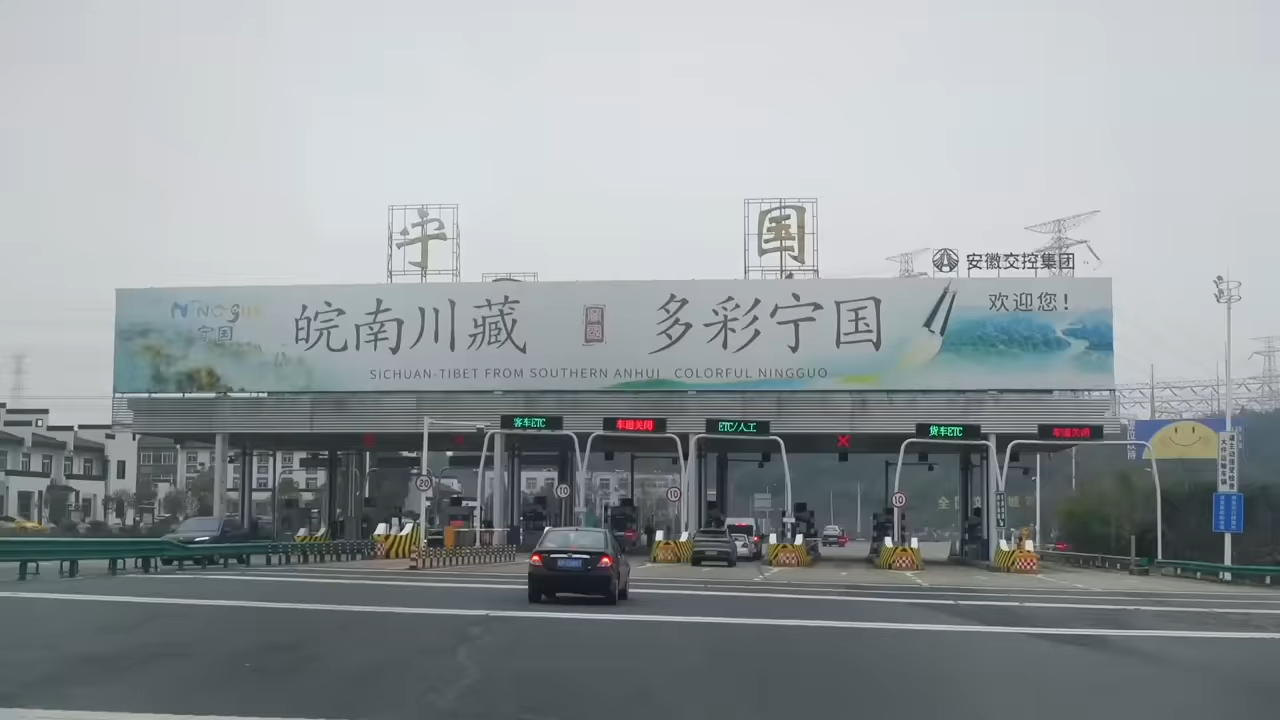 宁 国
安徽交控集团
NINGGUO
宁国
皖南川藏 多彩宁国
欢迎您!
SICHUAN-TIBET FROM SOUTHERN ANHUI COLORFUL NINGGUO
客车ETC
车道关闭
ETC/人工
货车ETC
车道关闭
20
10
10
10